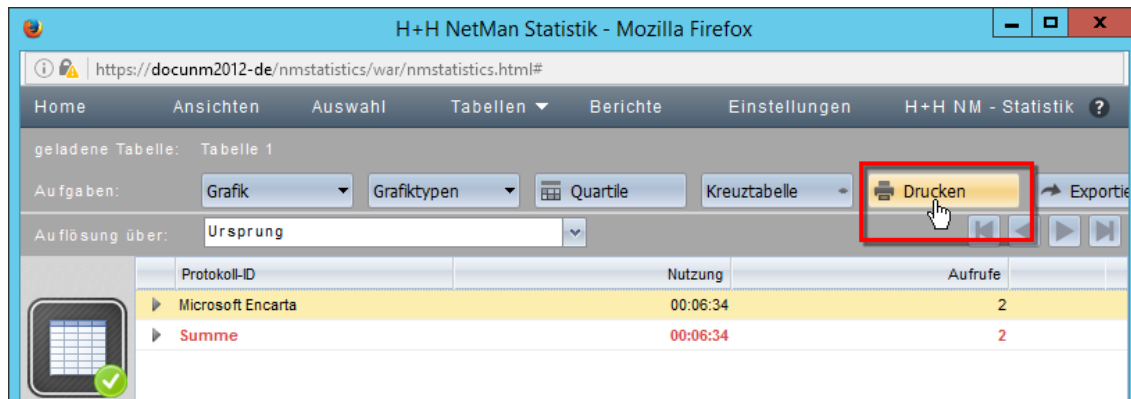 H+H NetMan Statistik - Mozilla Firefox
https://docunm2012-de/nmstatistics/war/nmstatistics.html#
Home Ansichten Auswahl Tabellen Berichte Einstellungen H+H NM - Statistik ?
geladene Tabelle: Tabelle 1
Aufgaben: Grafik Grafiktypen Quartile Kreuztabelle Drucken Exportie
Auflösung über: Ursprung
Protokoll-ID Nutzung Aufrufe
Microsoft Encarta 00:06:34 2
Summe 00:06:34 2